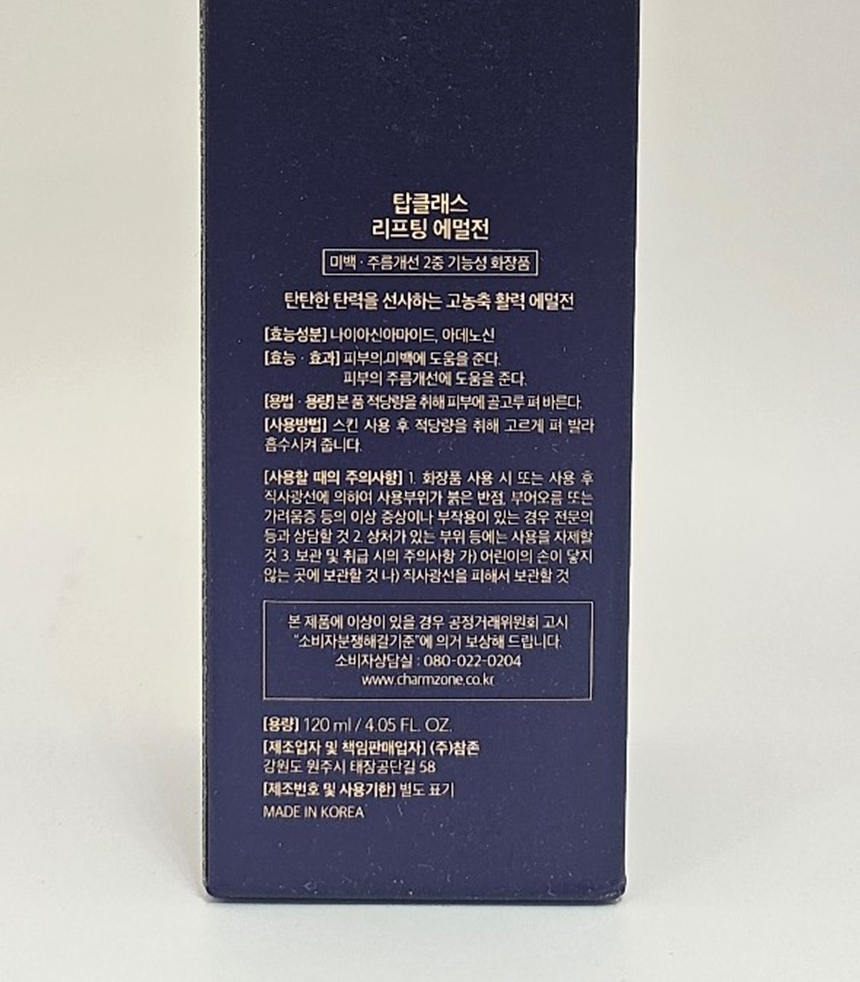 탑클래스
리프팅 에멀전
미백 · 주름개선 2중 기능성 화장품
탄탄한 탄력을 선사하는 고농축 활력 에멀전
[효능성분] 나이아신아마이드, 아데노신
[효능 · 효과] 피부의 미백에 도움을 준다.
피부의 주름개선에 도움을 준다.
[용법 · 용량] 본 품 적당량을 취해 피부에 골고루 펴 바른다.
[사용방법] 스킨 사용 후 적당량을 취해 고르게 펴 발라
흡수시켜 줍니다.
[사용할 때의 주의사항] 1. 화장품 사용 시 또는 사용 후
직사광선에 의하여 사용부위가 붉은 반점, 부어오름 또는
가려움증 등의 이상 증상이나 부작용이 있는 경우 전문의
등과 상담할 것 2. 상처가 있는 부위 등에는 사용을 자제할
것 3. 보관 및 취급 시의 주의사항 가) 어린이의 손이 닿지
않는 곳에 보관할 것 나) 직사광선을 피해서 보관할 것
본 제품에 이상이 있을 경우 공정거래위원회 고시
"소비자분쟁해결기준"에 의거 보상해 드립니다.
소비자상담실 : 080-022-0204
www.charmzone.co.kr
[용량] 120 ml / 4.05 FL. OZ.
[제조업자 및 책임판매업자] (주)참존
강원도 원주시 태장공단길 58
[제조번호 및 사용기한] 별도 표기
MADE IN KOREA